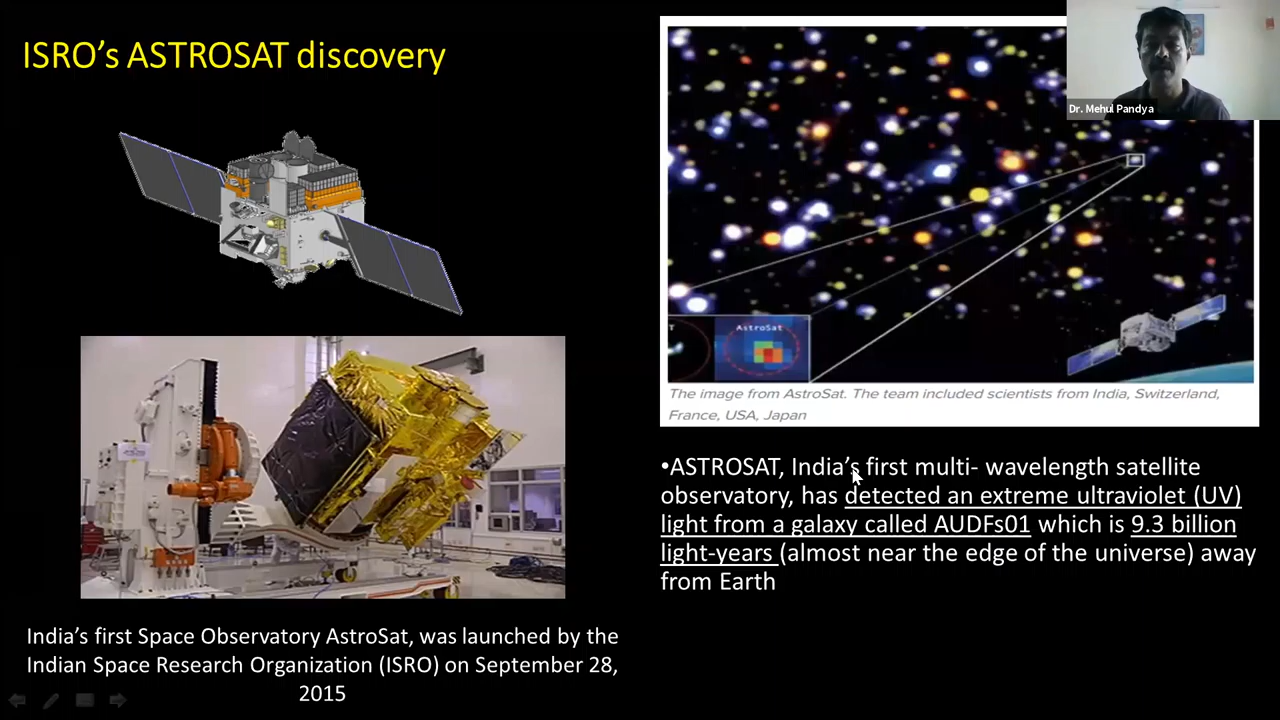 ISRO’s ASTROSAT discovery
Dr. Mehul Pandya
T
AstroSat
The image from AstroSat. The team included scientists from India, Switzerland,
France, USA, Japan
•ASTROSAT, India’s first multi- wavelength satellite
observatory, has detected an extreme ultraviolet (UV)
light from a galaxy called AUDFs01 which is 9.3 billion
light-years (almost near the edge of the universe) away
from Earth
India’s first Space Observatory AstroSat, was launched by the
Indian Space Research Organization (ISRO) on September 28,
2015